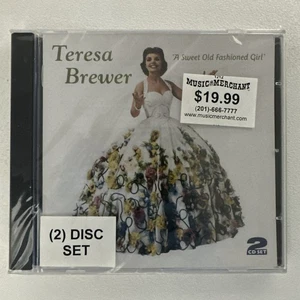 Teresa
Brewer
'A Sweet Old Fashioned Girl'
MUSIC MERCHANT
$19.99
(201)-666-7777
www.musicmerchant.com
(2) DISC
SET
2
CD SET